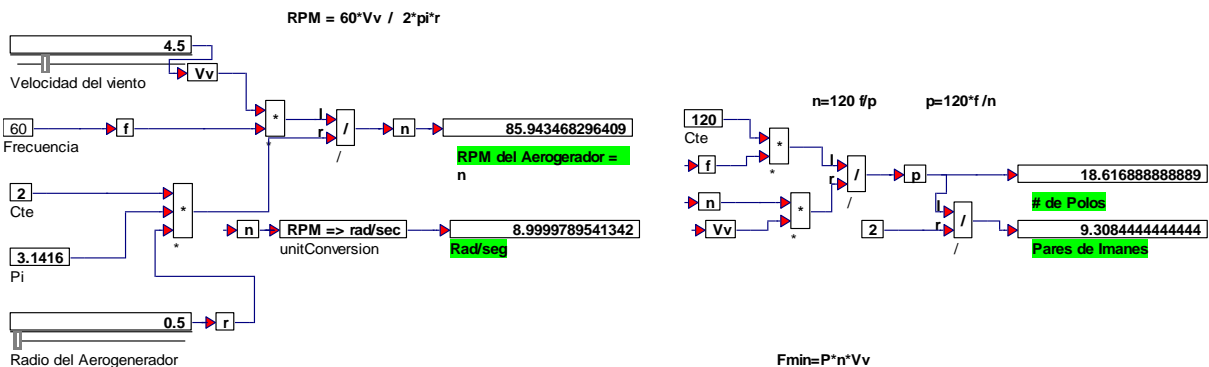 RPM = 60*Vv / 2*pi*r
4.5
Velocidad del viento
Vv
*
l
r
/
/
60
Frecuencia
f
*
n
85.943468296409
RPM del Aerogerador =
n
2
Cte
*
*
3.1416
Pi
n
RPM => rad/sec
unitConversion
8.9999789541342
Rad/seg
0.5
r
Radio del Aerogenerador
n=120 f/p
p=120*f /n
120
Cte
f
*
*
l
r
/
/
p
18.616888888889
# de Polos
n
Vv
*
*
2
l
r
/
/
9.3084444444444
Pares de Imanes
Fmin=P*n*Vv